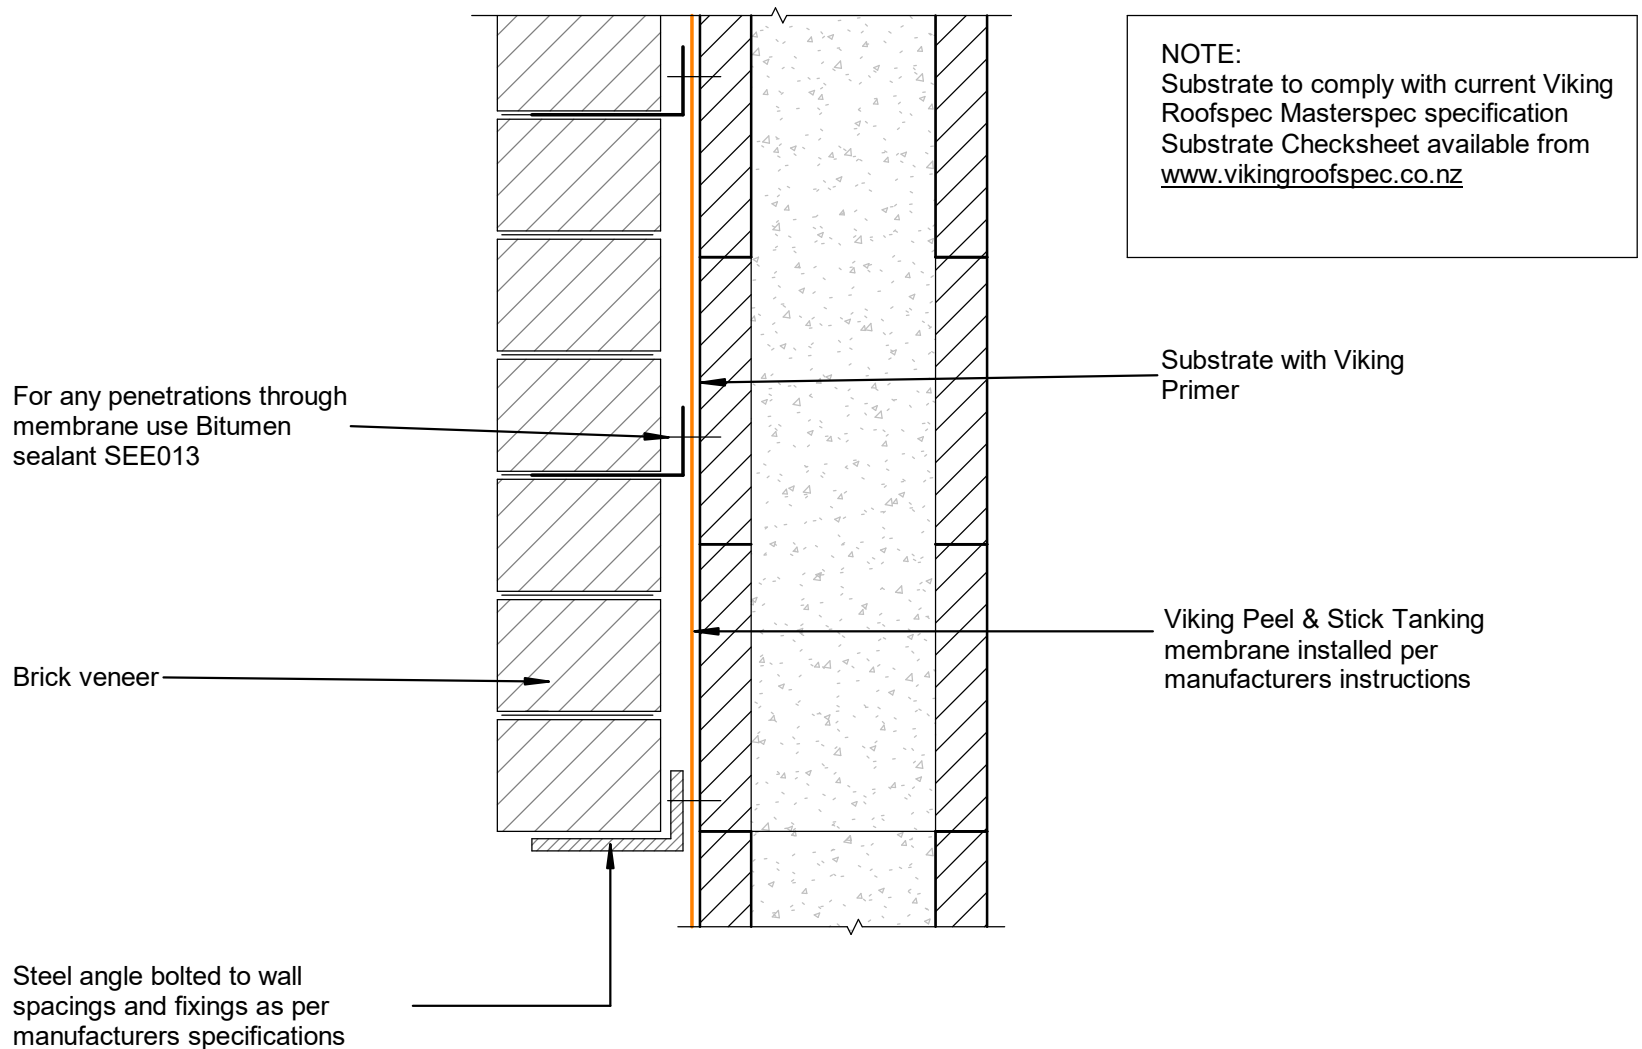 NOTE:
Substrate to comply with current Viking
Roofspec Masterspec specification
Substrate Checksheet available from
www.vikingroofspec.co.nz
Substrate with Viking
Primer
For any penetrations through
membrane use Bitumen
sealant SEE013
Viking Peel & Stick Tanking
membrane installed per
manufacturers instructions
Brick veneer
Steel angle bolted to wall
spacings and fixings as per
manufacturers specifications